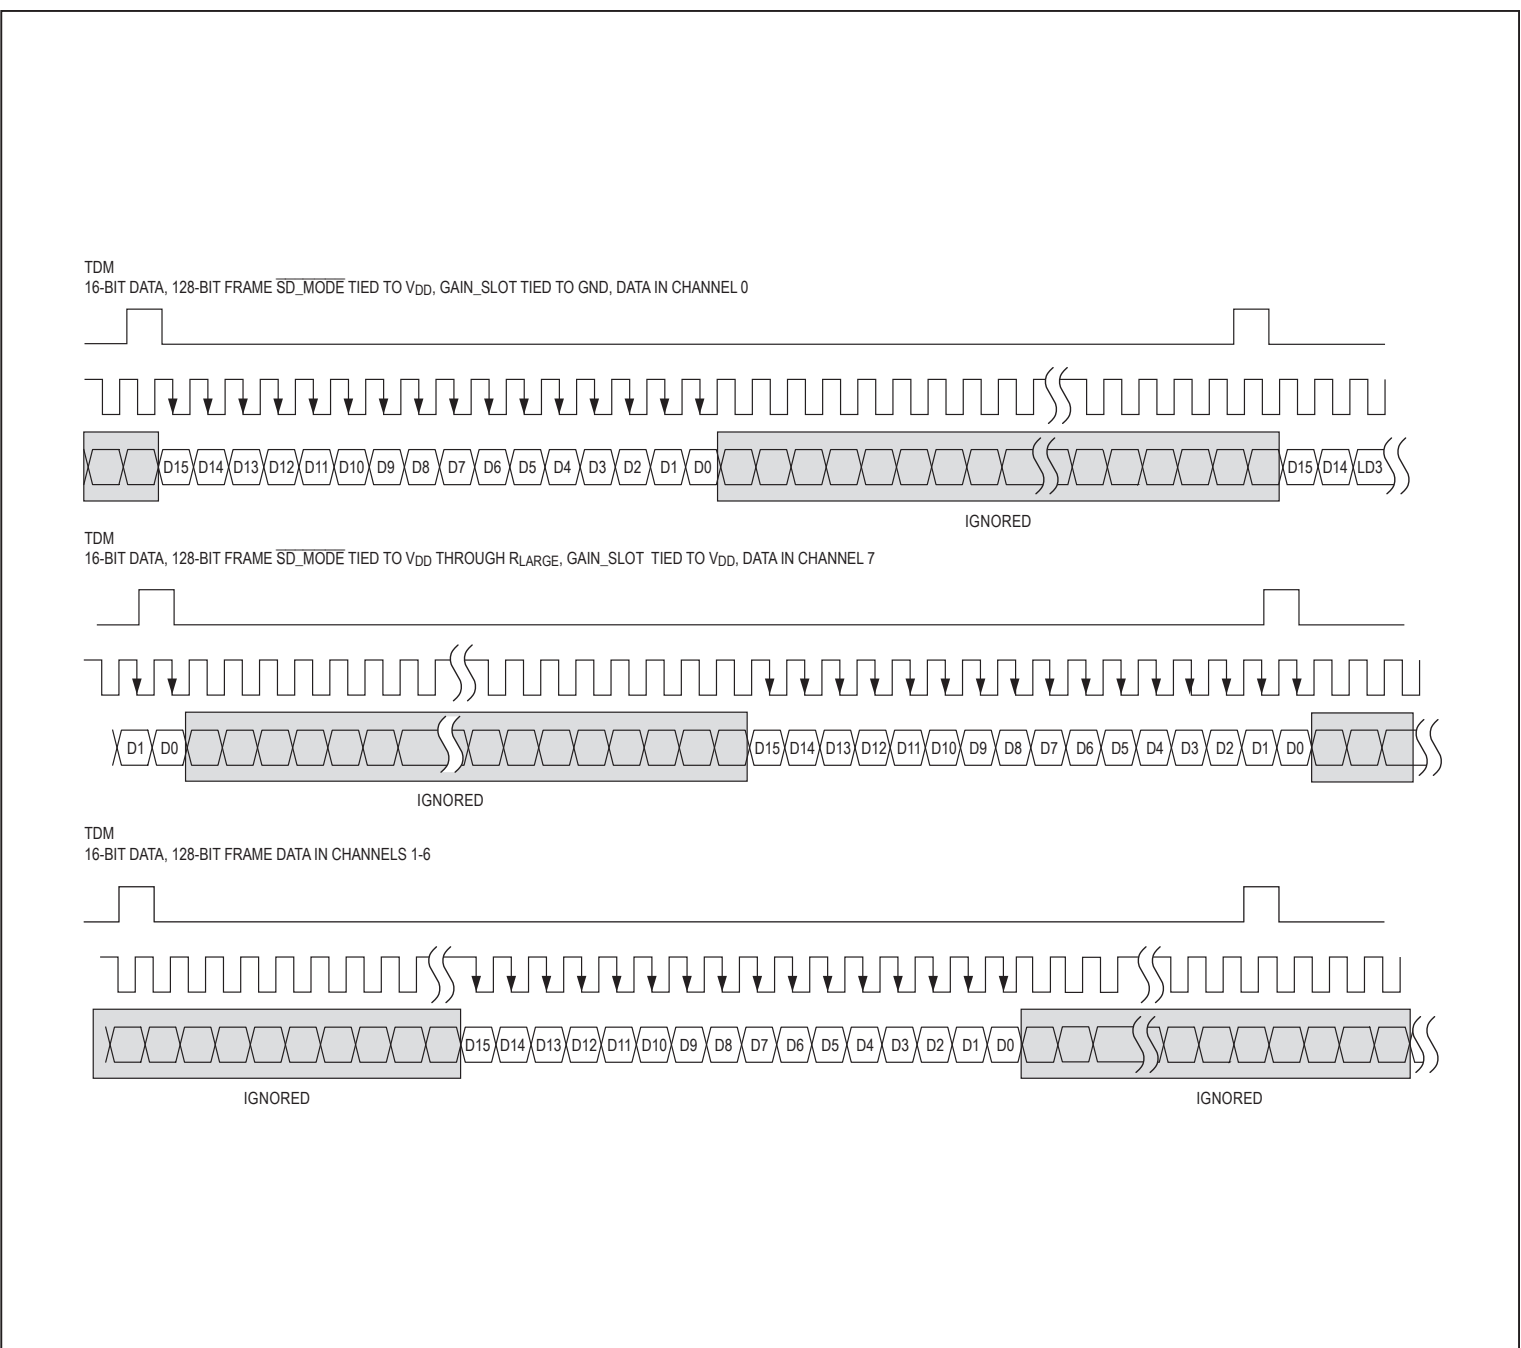 TDM
16-BIT DATA, 128-BIT FRAME SD_MODE TIED TO VDD, GAIN_SLOT TIED TO GND, DATA IN CHANNEL 0
D15 D14 D13 D12 D11 D10 D9 D8 D7 D6 D5 D4 D3 D2 D1 D0 D15 D14 LD3
IGNORED
TDM
16-BIT DATA, 128-BIT FRAME SD_MODE TIED TO VDD THROUGH RLARGE, GAIN_SLOT TIED TO VDD, DATA IN CHANNEL 7
D1 D0 D15 D14 D13 D12 D11 D10 D9 D8 D7 D6 D5 D4 D3 D2 D1 D0
IGNORED
TDM
16-BIT DATA, 128-BIT FRAME DATA IN CHANNELS 1-6
D15 D14 D13 D12 D11 D10 D9 D8 D7 D6 D5 D4 D3 D2 D1 D0
IGNORED IGNORED